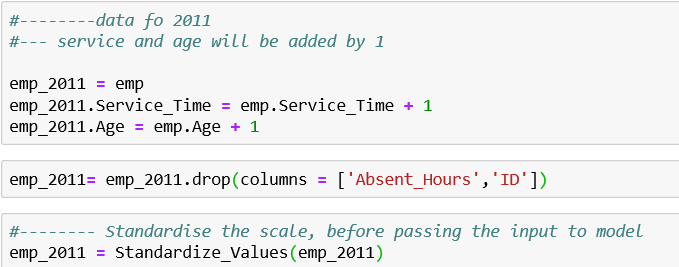 #--------data fo 2011
#--- service and age will be added by 1
emp_2011 = emp
emp_2011.Service_Time = emp.Service_Time + 1
emp_2011.Age = emp.Age + 1
emp_2011= emp_2011.drop(columns = ['Absent_Hours','ID'])
#-------- Standardise the scale, before passing the input to model
emp_2011 = Standardize_Values(emp_2011)